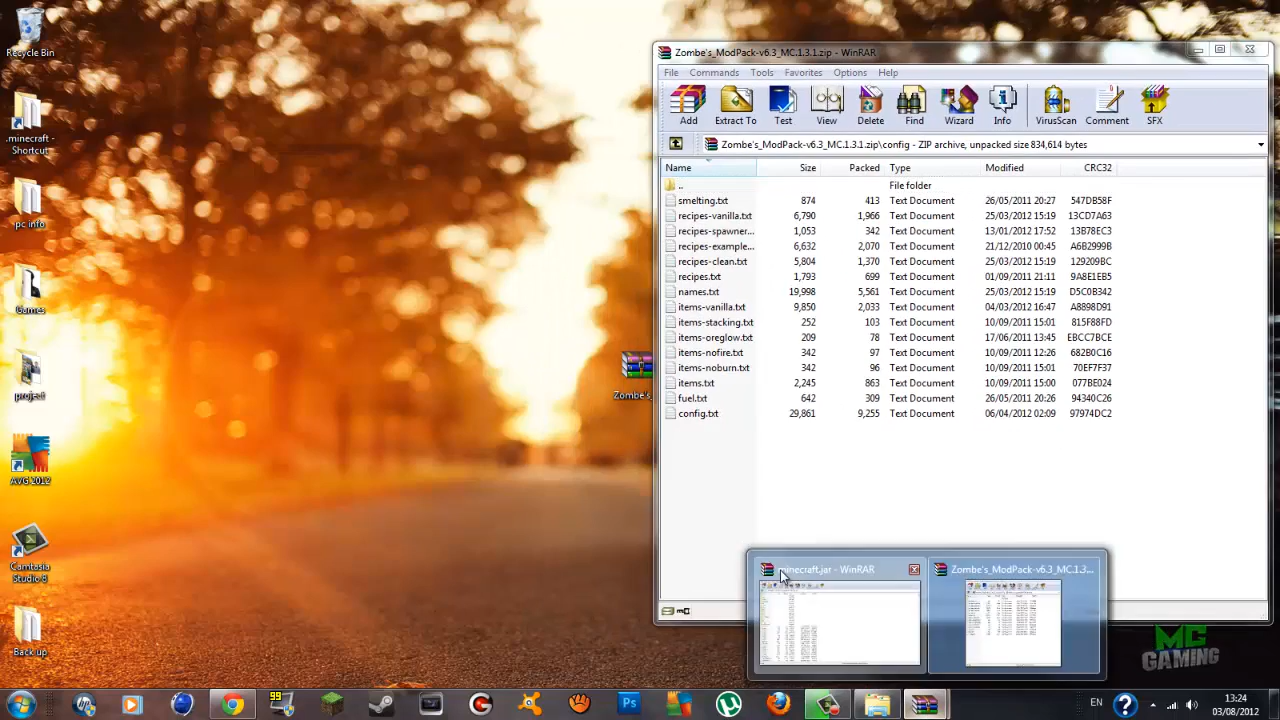 Recycle Bin
.minecraft -
Shortcut
pc info
Games
project
AVG 2012
Camtasia
Studio 8
Back up
Zombe's_
Zombe's_ModPack-v6.3_MC.1.3.1.zip - WinRAR
File Commands Tools Favorites Options Help
Add Extract To Test View Delete Find Wizard Info VirusScan Comment SFX
Zombe's_ModPack-v6.3_MC.1.3.1.zip\config - ZIP archive, unpacked size 834,614 bytes
Name Size Packed Type Modified CRC32
.. File folder
smelting.txt 874 413 Text Document 26/05/2011 20:27
recipes-vanilla.txt 6,790 1,966 Text Document 25/03/2012 15:19 13CD7A63
recipes-spawner... 1,053 342 Text Document 13/01/2012 17:52 13B78EC3
recipes-example... 6,632 2,070 Text Document 21/12/2010 00:45 A6B2999B
recipes-clean.txt 5,804 1,370 Text Document 25/03/2012 15:19 129209BC
recipes.txt 1,793 699 Text Document 01/09/2011 21:11 9A8E1EB5
names.txt 19,998 5,561 Text Document 25/03/2012 15:19 D5C0B342
items-vanilla.txt 9,850 2,033 Text Document 04/03/2012 16:47 A8898D91
items-stacking.txt 252 103 Text Document 10/09/2011 15:01 815F88FD
items-oreglow.txt 209 78 Text Document 17/06/2011 13:45 EBCC7BCF
items-nofire.txt 342 97 Text Document 10/09/2011 12:26 682B0C16
items-noburn.txt 342 96 Text Document 10/09/2011 15:01 70EF7F37
items.txt 2,243 863 Text Document 10/09/2011 15:00 077BB124
fuel.txt 642 309 Text Document 26/05/2011 20:26 94340C26
config.txt 29,861 9,255 Text Document 06/04/2012 02:09 97974DC2
minecraft.jar - WinRAR
Zombe's_ModPack-v6.3_MC.1.3...
MC
GAMING
99
Ps
EN
13:24
03/08/2012